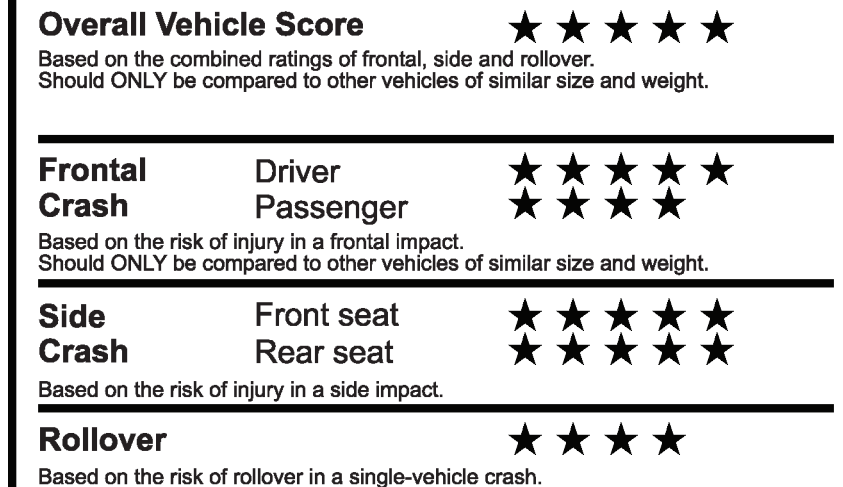 Overall Vehicle Score ★ ★ ★ ★ ★
Based on the combined ratings of frontal, side and rollover.
Should ONLY be compared to other vehicles of similar size and weight.
Frontal Driver ★ ★ ★ ★ ★
Crash Passenger ★ ★ ★ ★
Based on the risk of injury in a frontal impact.
Should ONLY be compared to other vehicles of similar size and weight.
Side Front seat ★ ★ ★ ★ ★
Crash Rear seat ★ ★ ★ ★ ★
Based on the risk of injury in a side impact.
Rollover ★ ★ ★ ★
Based on the risk of rollover in a single-vehicle crash.